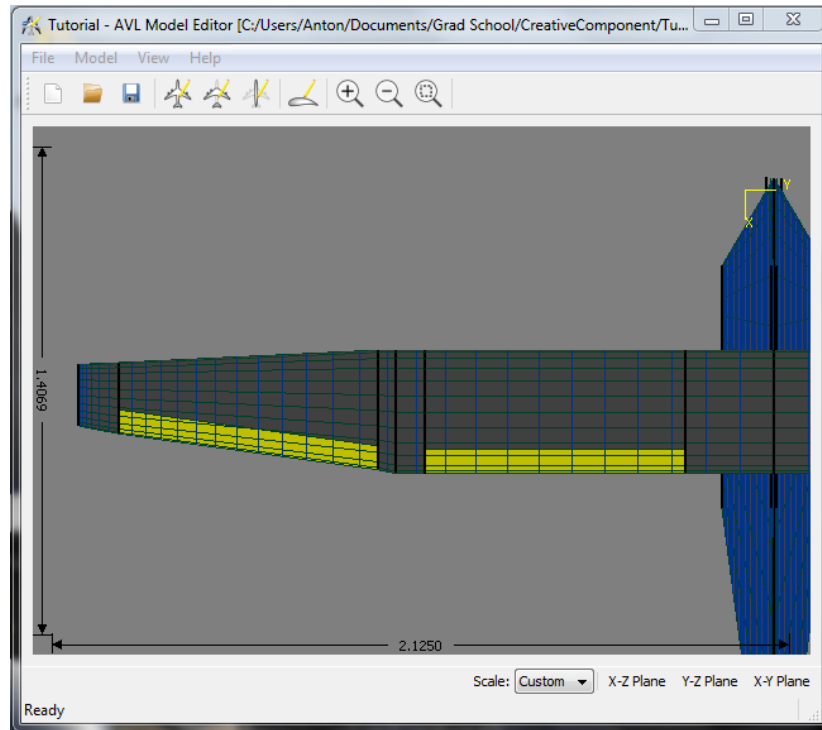 Tutorial - AVL Model Editor [C:/Users/Anton/Documents/Grad School/CreativeComponent/Tu...
File Model View Help
Y
X
1.4069
2.1250
Scale: Custom X-Z Plane Y-Z Plane X-Y Plane
Ready